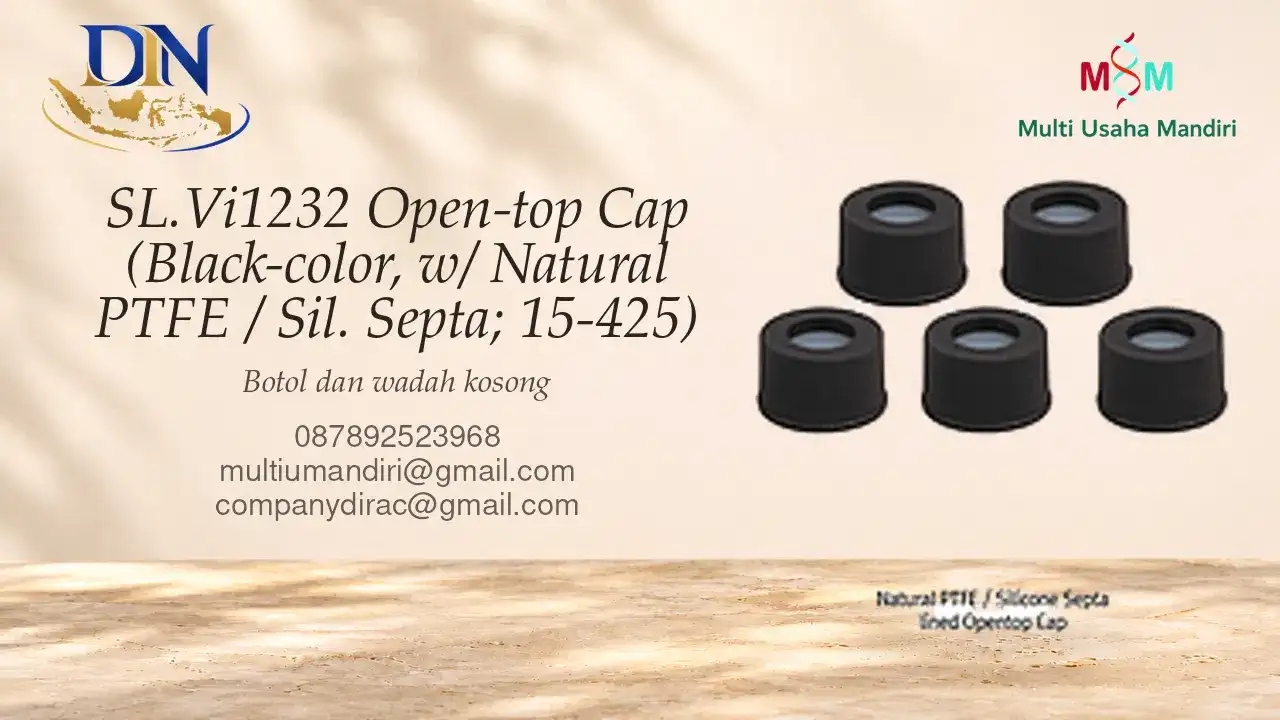 DIN
MSM
Multi Usaha Mandiri
SL.Vi1232 Open-top Cap
(Black-color, w/ Natural
PTFE / Sil. Septa; 15-425)
Botol dan wadah kosong
087892523968
multiumandiri@gmail.com
companydirac@gmail.com
Natural PTFE / Silicone Septa
lined Opentop Cap